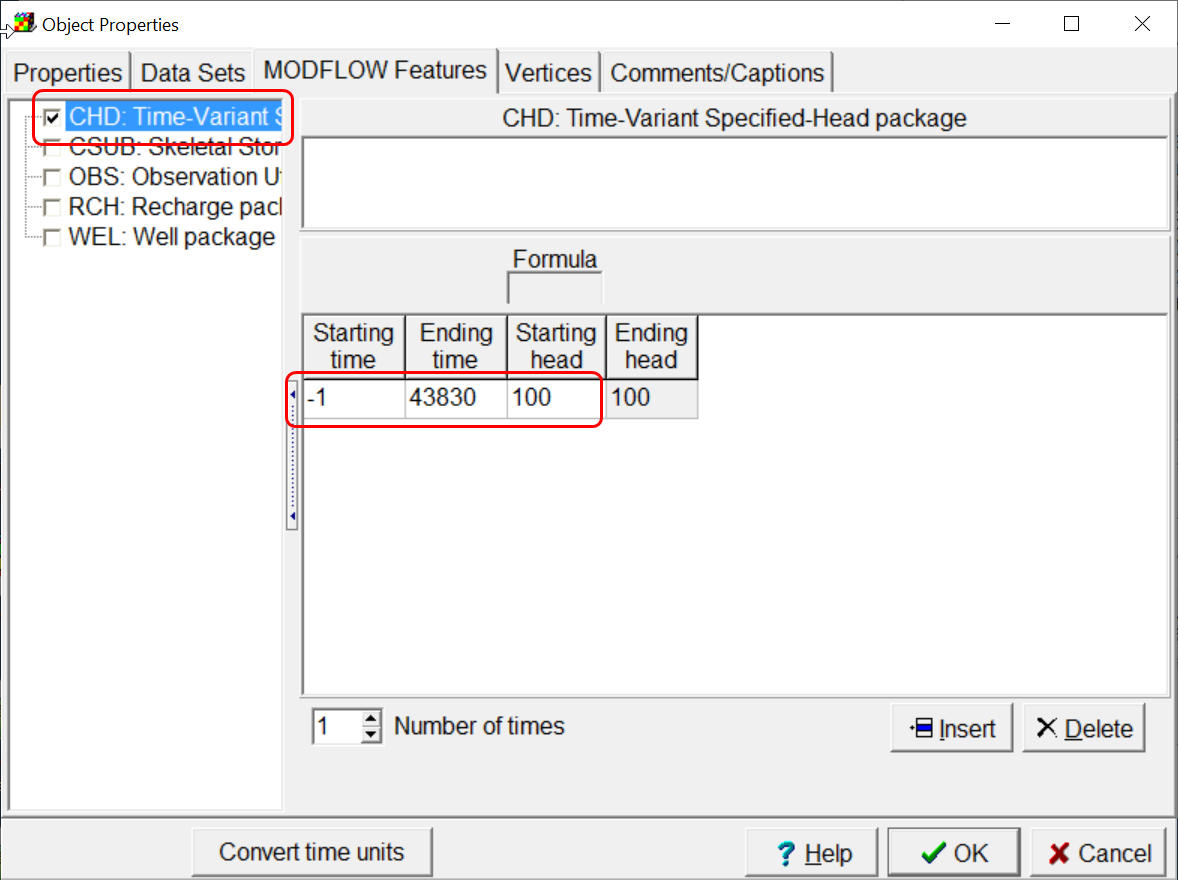 Object Properties
Properties Data Sets MODFLOW Features Vertices Comments/Captions
CHD: Time-Variant S
CSUB: Skeletal Stor
OBS: Observation Ut
RCH: Recharge pack
WEL: Well package
CHD: Time-Variant Specified-Head package
Formula
Starting time Ending time Starting head Ending head
-1 43830 100 100
1 Number of times Insert Delete
Convert time units Help OK Cancel